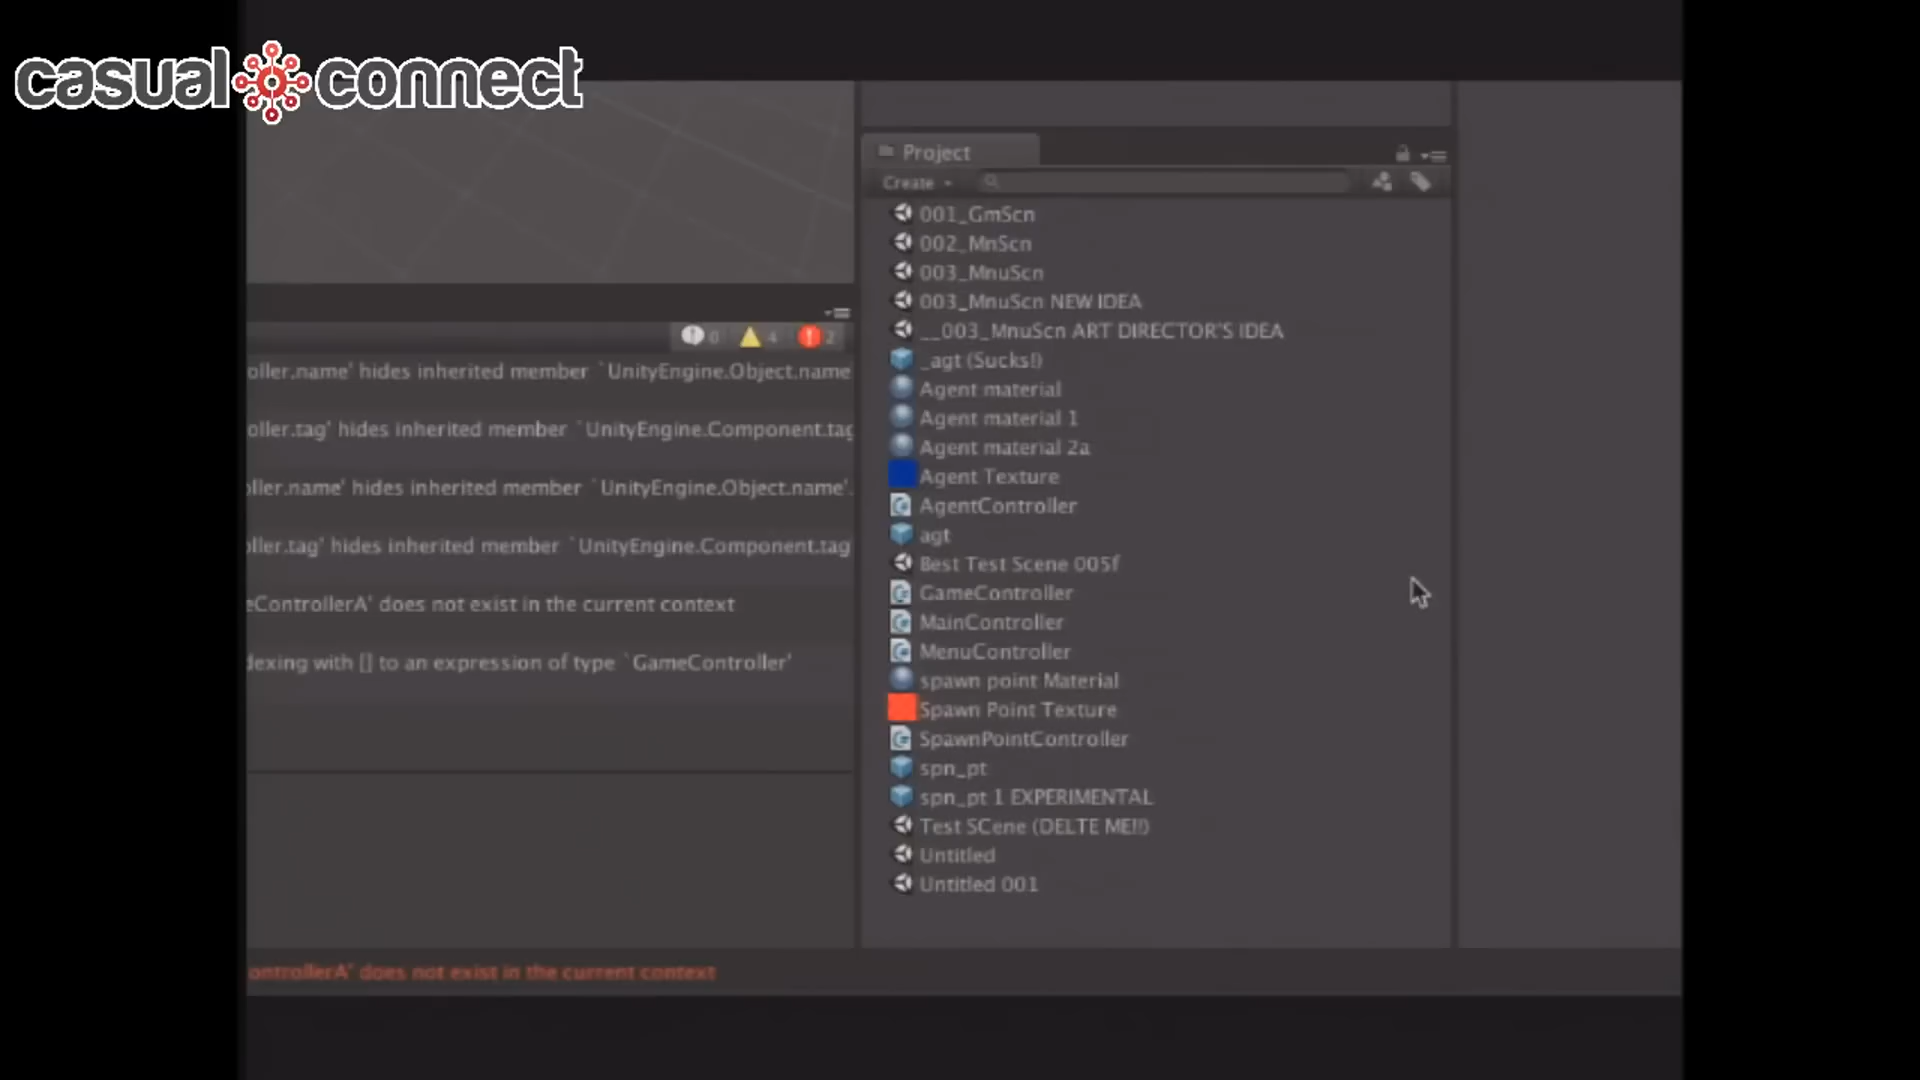 casual connect
Project
Create
001_GmScn
002_MnScn
003_MnuScn
003_MnuScn NEW IDEA
__003_MnuScn ART DIRECTOR'S IDEA
_agt (Sucks!)
Agent material
Agent material 1
Agent material 2a
Agent Texture
AgentController
agt
Best Test Scene 005f
GameController
MainController
MenuController
spawn point Material
Spawn Point Texture
SpawnPointController
spn_pt
spn_pt 1 EXPERIMENTAL
Test SCene (DELTE ME!!)
Untitled
Untitled 001
0 4 2
oller.name' hides inherited member `UnityEngine.Object.name
oller.tag' hides inherited member `UnityEngine.Component.tag
oller.name' hides inherited member `UnityEngine.Object.name'.
oller.tag' hides inherited member `UnityEngine.Component.tag
eControllerA' does not exist in the current context
dexing with [] to an expression of type `GameController'
ontrollerA' does not exist in the current context